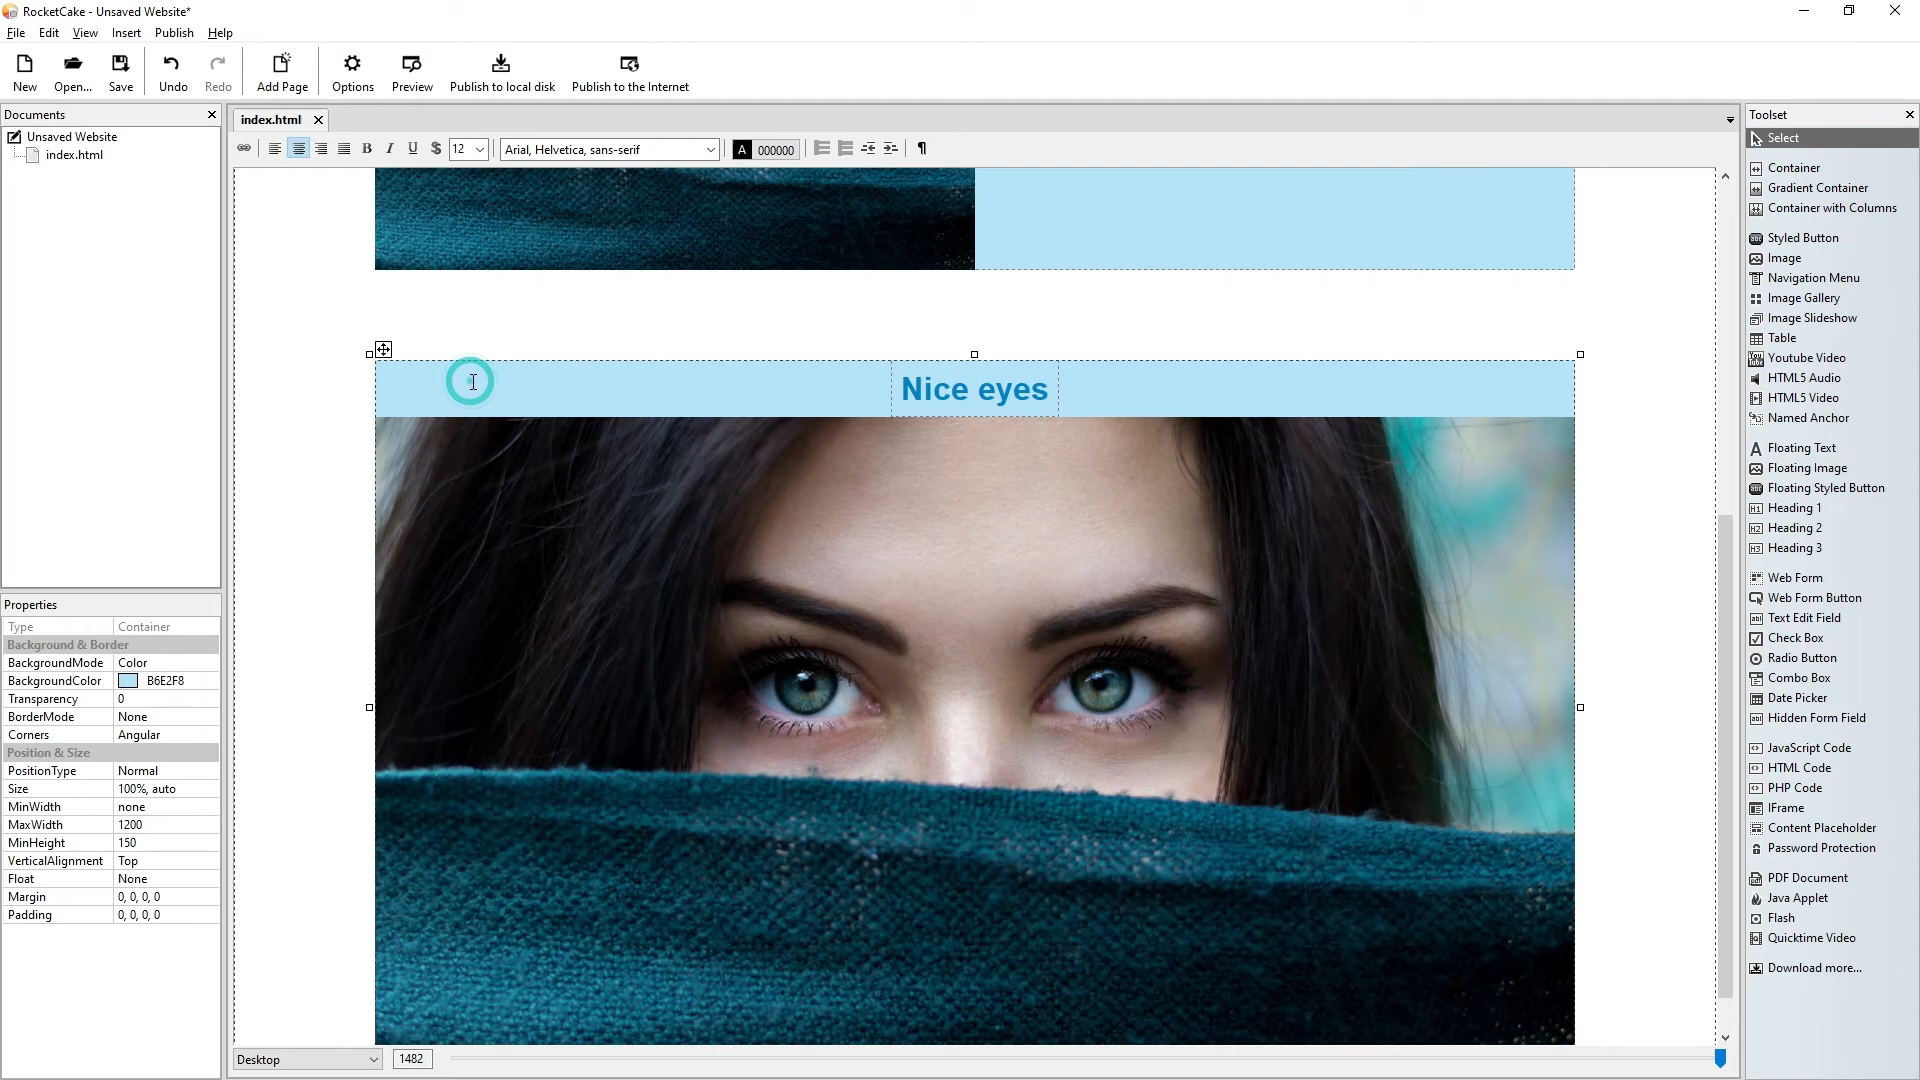 RocketCake - Unsaved Website*
File Edit View Insert Publish Help
New Open... Save Undo Redo Add Page Options Preview Publish to local disk Publish to the Internet
Documents
Unsaved Website
index.html
index.html
B I U $ 12 Arial, Helvetica, sans-serif A 000000 ¶
Nice eyes
Desktop 1482
Properties
Type Container
Background & Border
BackgroundMode Color
BackgroundColor B6E2F8
Transparency 0
BorderMode None
Corners Angular
Position & Size
PositionType Normal
Size 100%, auto
MinWidth none
MaxWidth 1200
MinHeight 150
VerticalAlignment Top
Float None
Margin 0, 0, 0, 0
Padding 0, 0, 0, 0
Toolset
Select
Container
Gradient Container
Container with Columns
Styled Button
Image
Navigation Menu
Image Gallery
Image Slideshow
Table
Youtube Video
HTML5 Audio
HTML5 Video
Named Anchor
Floating Text
Floating Image
Floating Styled Button
Heading 1
Heading 2
Heading 3
Web Form
Web Form Button
Text Edit Field
Check Box
Radio Button
Combo Box
Date Picker
Hidden Form Field
JavaScript Code
HTML Code
PHP Code
IFrame
Content Placeholder
Password Protection
PDF Document
Java Applet
Flash
Quicktime Video
Download more...